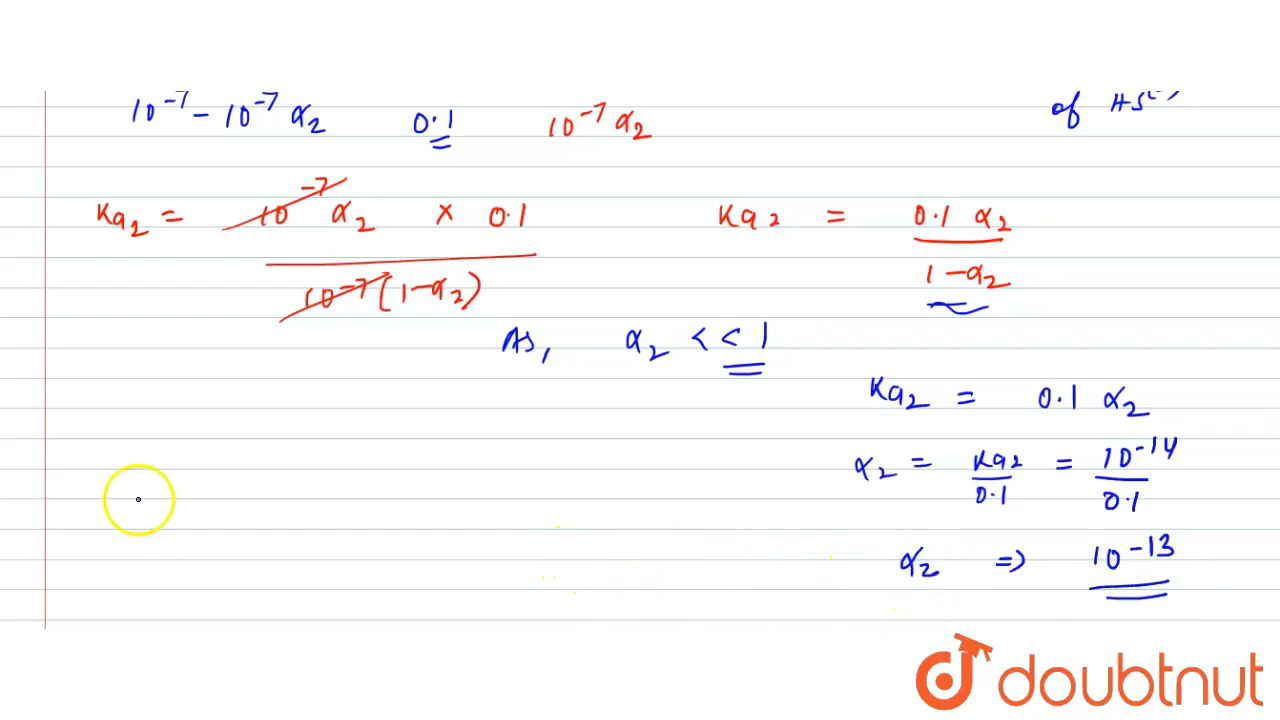 10⁻⁷ - 10⁻⁷ α₂ 0.1 10⁻⁷ α₂ of
Ka₂ = 10⁻⁷ α₂ × 0.1 / 10⁻⁷(1-α₂) Ka₂ = 0.1 α₂ / 1-α₂
As, α₂ << 1
Ka₂ = 0.1 α₂
α₂ = Ka₂ / 0.1 = 10⁻¹⁴ / 0.1
α₂ ⇒ 10⁻¹³
doubtnut